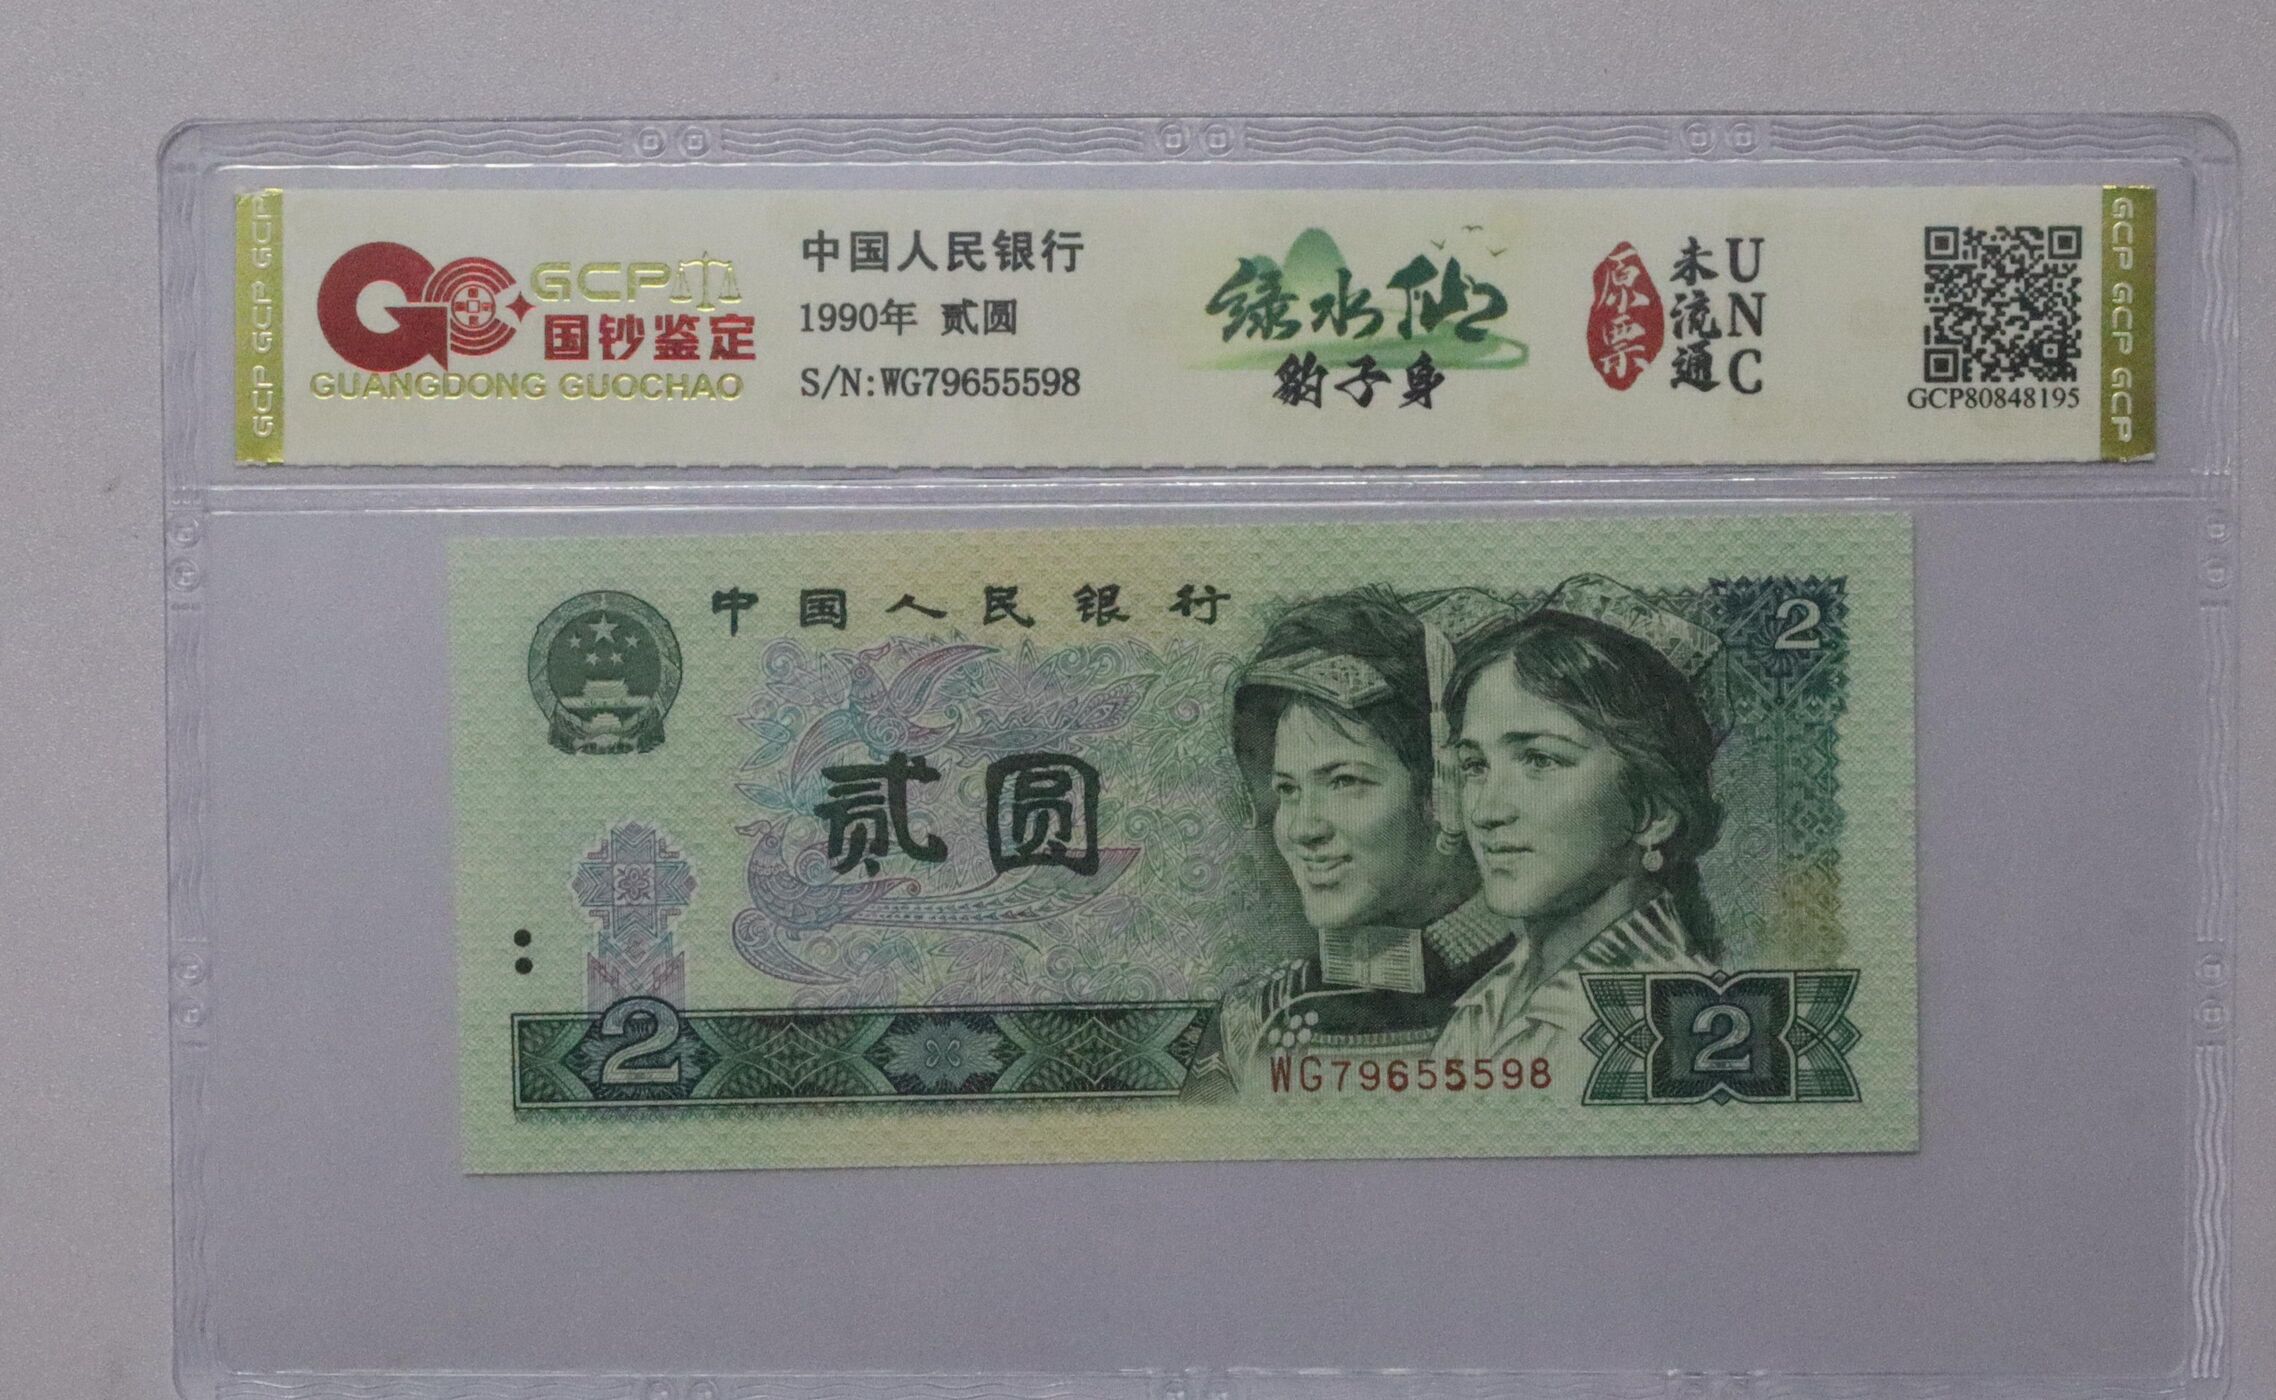 GCP GCP GCP
GCP
国钞鉴定
GUANGDONG GUOCHAO
中国人民银行
1990年 贰圆
S/N:WG79655598
绿水仙
豹子身
原票
未流通
UNC
GCP80848195
GCP GCP GCP
中国人民银行
2
贰圆
2
WG79655598
2